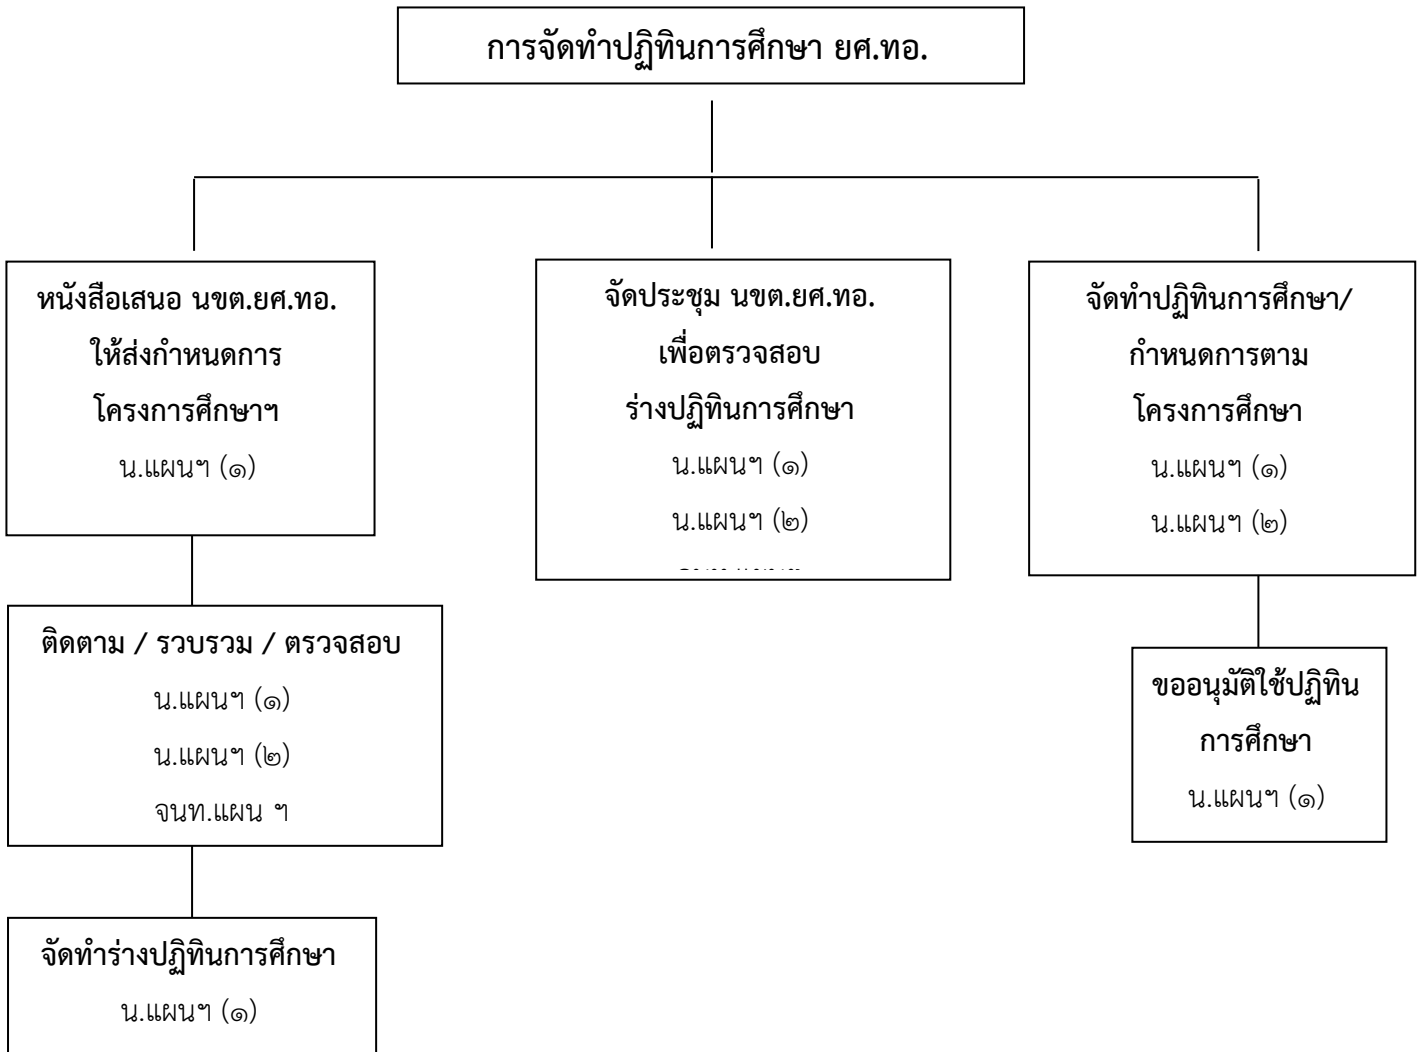 การจัดทำปฏิทินการศึกษา ยศ.ทอ.
หนังสือเสนอ นขต.ยศ.ทอ.
ให้ส่งกำหนดการ
โครงการศึกษาฯ
น.แผนฯ (๑)
ติดตาม / รวบรวม / ตรวจสอบ
น.แผนฯ (๑)
น.แผนฯ (๒)
จนท.แผน ฯ
จัดทำร่างปฏิทินการศึกษา
น.แผนฯ (๑)
จัดประชุม นขต.ยศ.ทอ.
เพื่อตรวจสอบ
ร่างปฏิทินการศึกษา
น.แผนฯ (๑)
น.แผนฯ (๒)
จัดทำปฏิทินการศึกษา/
กำหนดการตาม
โครงการศึกษา
น.แผนฯ (๑)
น.แผนฯ (๒)
ขออนุมัติใช้ปฏิทิน
การศึกษา
น.แผนฯ (๑)